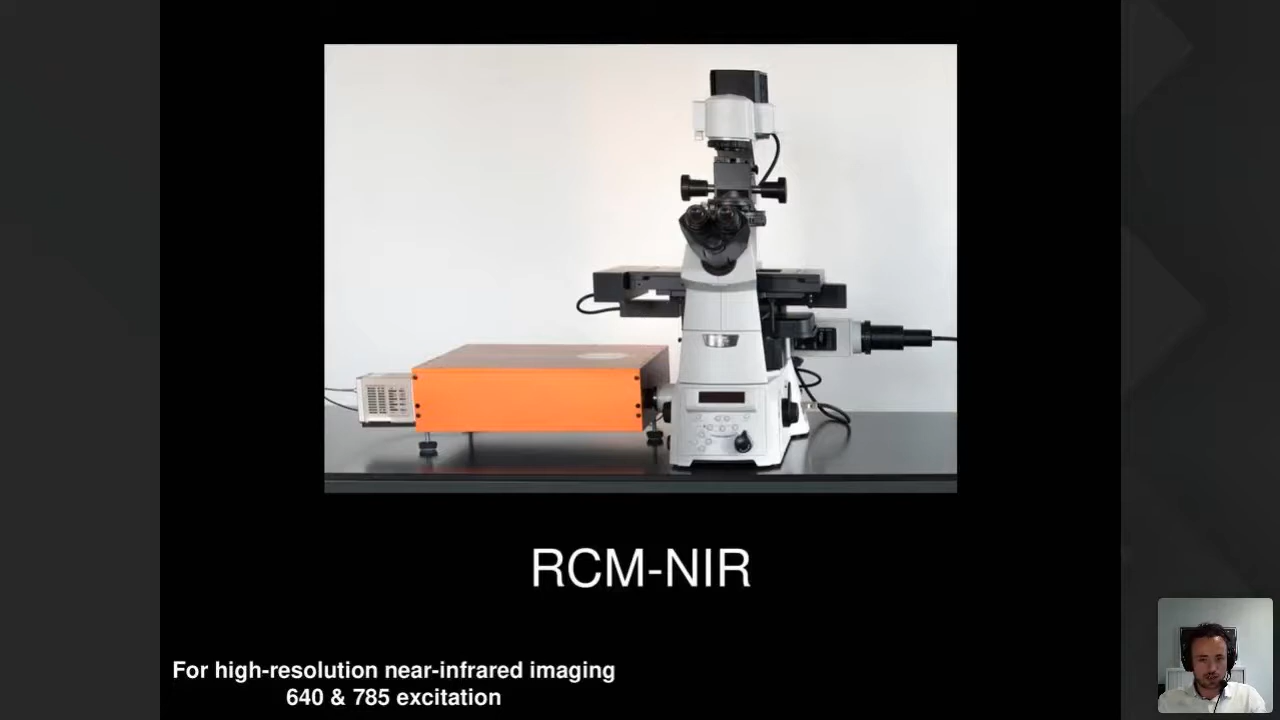 RCM-NIR
For high-resolution near-infrared imaging
640 & 785 excitation